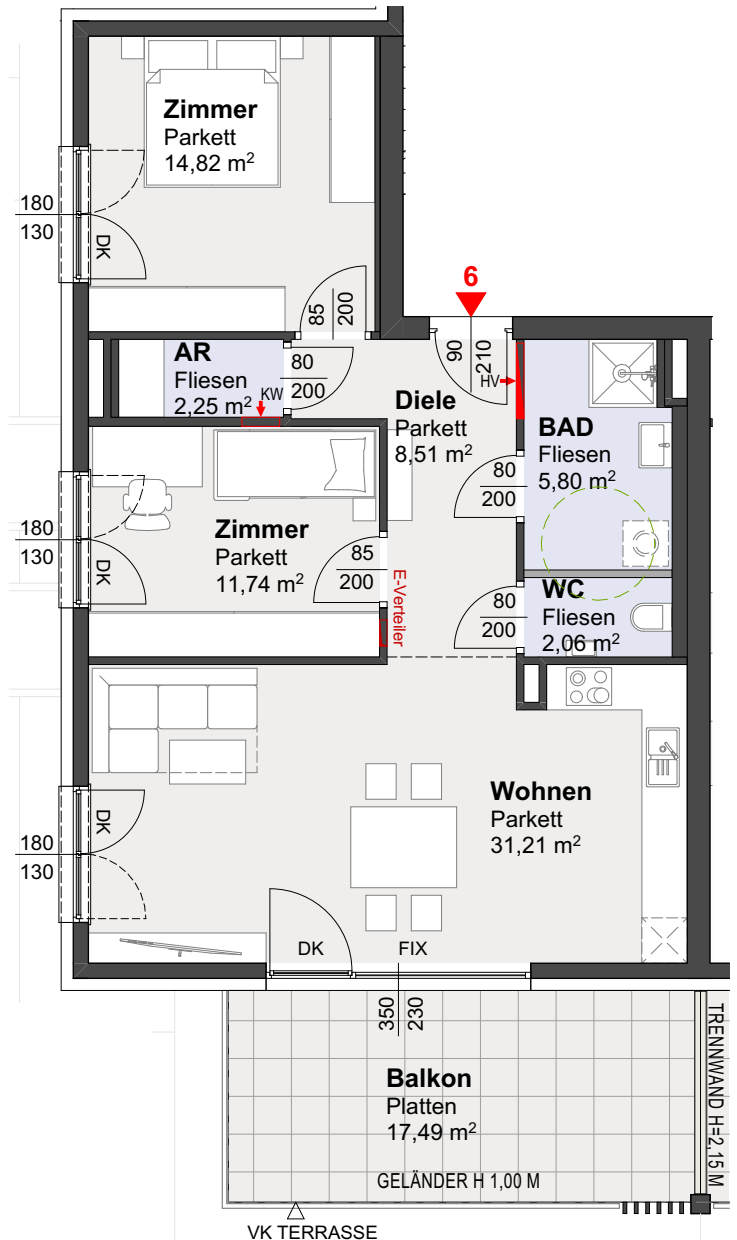 Zimmer
Parkett
14,82 m²
180
130
DK
6
85
200
90
210
HV
AR
Fliesen
2,25 m²
KW
80
200
Diele
Parkett
8,51 m²
BAD
Fliesen
5,80 m²
80
200
180
130
DK
Zimmer
Parkett
11,74 m²
85
200
E-Verteiler
WC
Fliesen
2,06 m²
80
200
Wohnen
Parkett
31,21 m²
180
130
DK
DK
FIX
350
230
Balkon
Platten
17,49 m²
GELÄNDER H 1,00 M
TRENNWAND H=2,15 M
VK TERRASSE